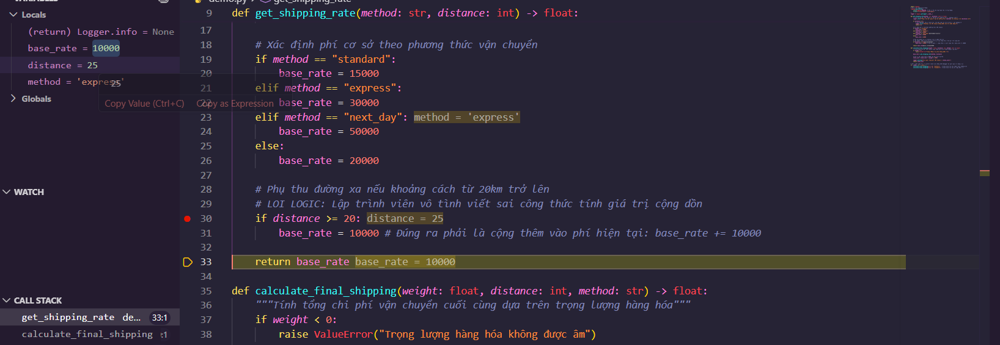 VARIABLES
Locals
(return) Logger.info = None
base_rate = 10000
distance = 25
method = 'express'
25
Copy Value (Ctrl+C) Copy as Expression
Globals
WATCH
CALL STACK
get_shipping_rate de... 33:1
calculate_final_shipping :1
demo.py > get_shipping_rate
9 def get_shipping_rate(method: str, distance: int) -> float:
17
18 # Xác định phí cơ sở theo phương thức vận chuyển
19 if method == "standard":
20 base_rate = 15000
21 elif method == "express":
22 base_rate = 30000
23 elif method == "next_day": method = 'express'
24 base_rate = 50000
25 else:
26 base_rate = 20000
27
28 # Phụ thu đường xa nếu khoảng cách từ 20km trở lên
29 # LOI LOGIC: Lập trình viên vô tình viết sai công thức tính giá trị cộng dồn
30 if distance >= 20: distance = 25
31 base_rate = 10000 # Đúng ra phải là cộng thêm vào phí hiện tại: base_rate += 10000
32
33 return base_rate base_rate = 10000
34
35 def calculate_final_shipping(weight: float, distance: int, method: str) -> float:
36 """Tính tổng chi phí vận chuyển cuối cùng dựa trên trọng lượng hàng hóa"""
37 if weight < 0:
38 raise ValueError("Trọng lượng hàng hóa không được âm")